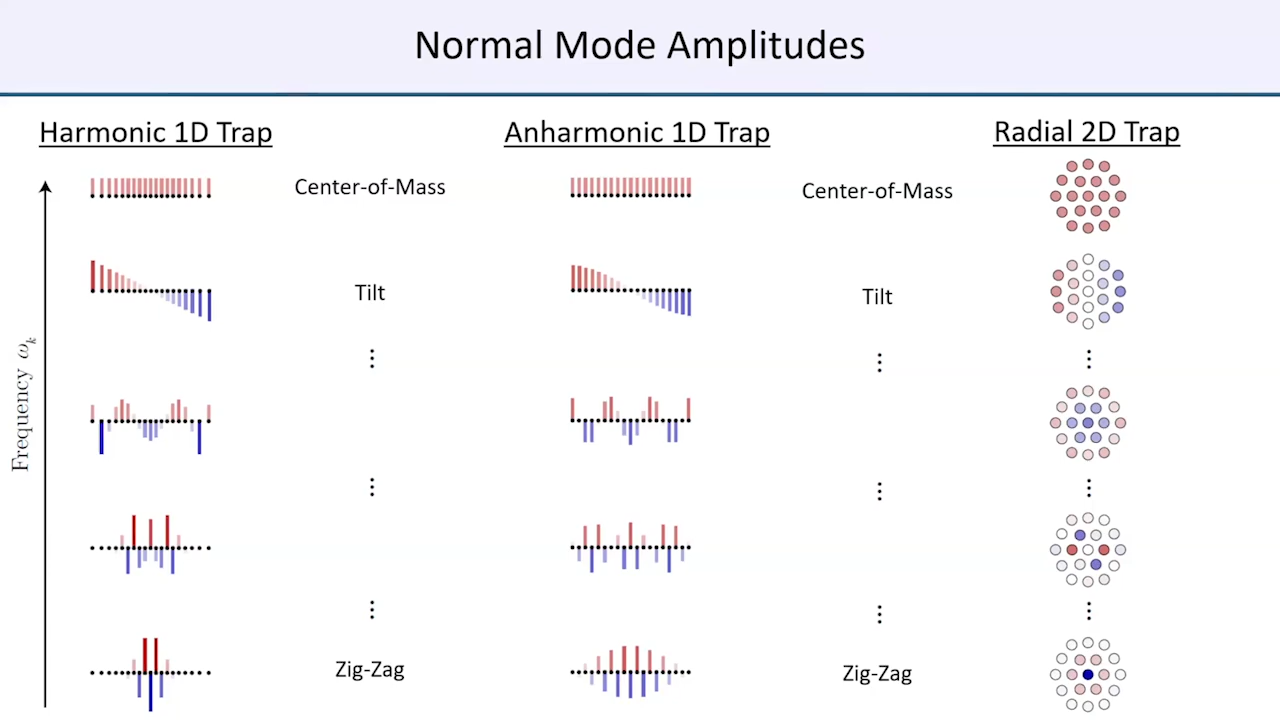 Normal Mode Amplitudes
Harmonic 1D Trap
Anharmonic 1D Trap
Radial 2D Trap
Center-of-Mass
Center-of-Mass
Tilt
Tilt
Frequency ωₖ
Zig-Zag
Zig-Zag